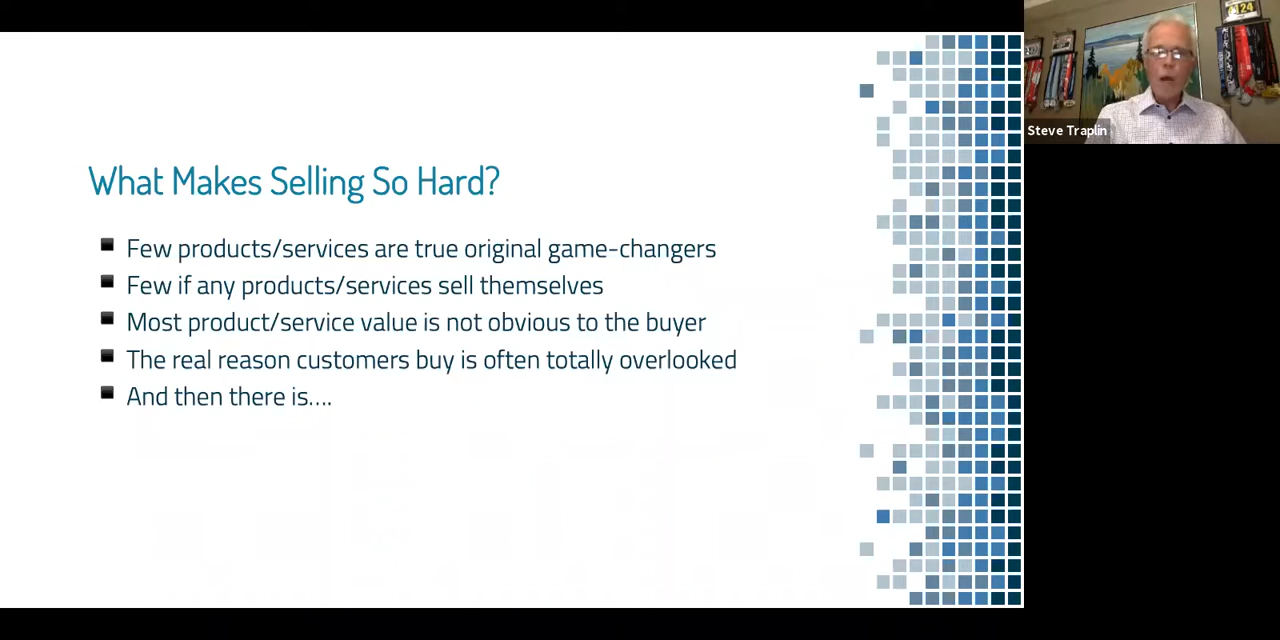 What Makes Selling So Hard?
Few products/services are true original game-changers
Few if any products/services sell themselves
Most product/service value is not obvious to the buyer
The real reason customers buy is often totally overlooked
And then there is....
Steve Traplin